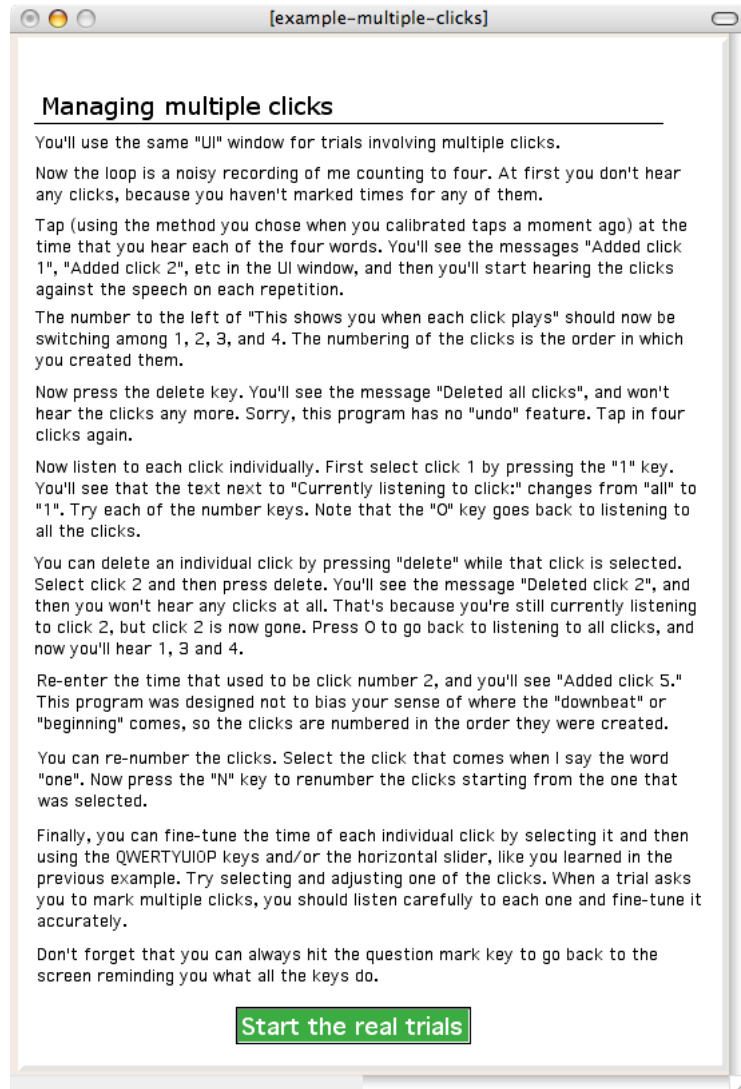 [example-multiple-clicks]
Managing multiple clicks
You'll use the same "UI" window for trials involving multiple clicks.
Now the loop is a noisy recording of me counting to four. At first you don't hear
any clicks, because you haven't marked times for any of them.
Tap (using the method you chose when you calibrated taps a moment ago) at the
time that you hear each of the four words. You'll see the messages "Added click
1", "Added click 2", etc in the UI window, and then you'll start hearing the clicks
against the speech on each repetition.
The number to the left of "This shows you when each click plays" should now be
switching among 1, 2, 3, and 4. The numbering of the clicks is the order in which
you created them.
Now press the delete key. You'll see the message "Deleted all clicks", and won't
hear the clicks any more. Sorry, this program has no "undo" feature. Tap in four
clicks again.
Now listen to each click individually. First select click 1 by pressing the "1" key.
You'll see that the text next to "Currently listening to click:" changes from "all" to
"1". Try each of the number keys. Note that the "0" key goes back to listening to
all the clicks.
You can delete an individual click by pressing "delete" while that click is selected.
Select click 2 and then press delete. You'll see the message "Deleted click 2", and
then you won't hear any clicks at all. That's because you're still currently listening
to click 2, but click 2 is now gone. Press 0 to go back to listening to all clicks, and
now you'll hear 1, 3 and 4.
Re-enter the time that used to be click number 2, and you'll see "Added click 5."
This program was designed not to bias your sense of where the "downbeat" or
"beginning" comes, so the clicks are numbered in the order they were created.
You can re-number the clicks. Select the click that comes when I say the word
"one". Now press the "N" key to renumber the clicks starting from the one that
was selected.
Finally, you can fine-tune the time of each individual click by selecting it and then
using the QWERTYUIOP keys and/or the horizontal slider, like you learned in the
previous example. Try selecting and adjusting one of the clicks. When a trial asks
you to mark multiple clicks, you should listen carefully to each one and fine-tune it
accurately.
Don't forget that you can always hit the question mark key to go back to the
screen reminding you what all the keys do.
Start the real trials